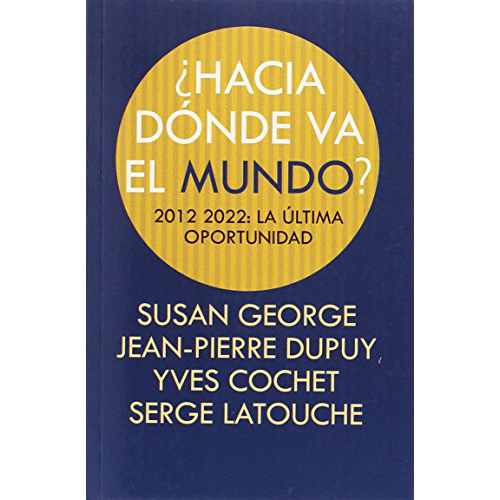 ¿HACIA
DÓNDE VA
EL MUNDO?
2012 2022: LA ÚLTIMA
OPORTUNIDAD
SUSAN GEORGE
JEAN-PIERRE DUPUY
YVES COCHET
SERGE LATOUCHE